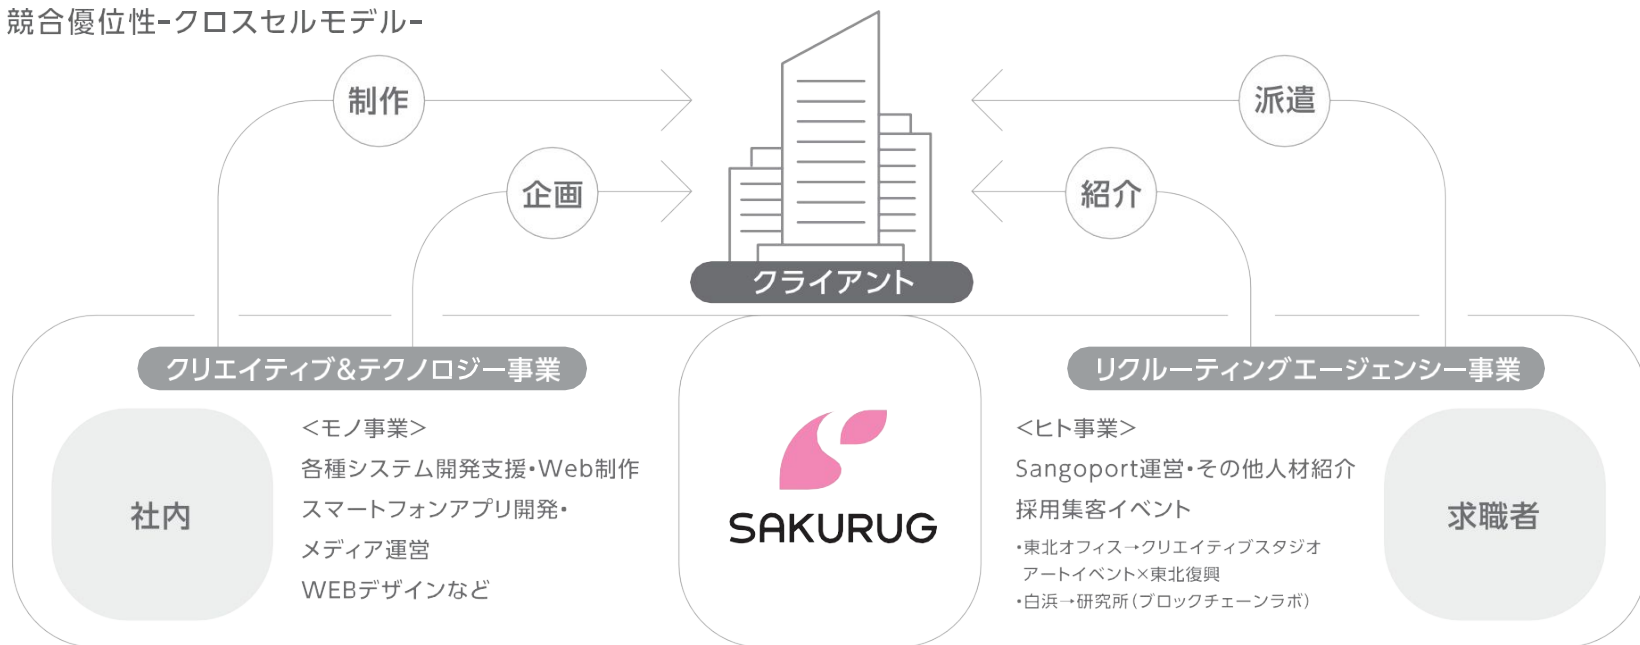 競合優位性-クロスセルモデル-
制作
企画
派遣
紹介
クライアント
クリエイティブ&テクノロジー事業
社内
<モノ事業>
各種システム開発支援・Web制作
スマートフォンアプリ開発・
メディア運営
WEBデザインなど
SAKURUG
リクルーティングエージェンシー事業
<ヒト事業>
Sangoport運営・その他人材紹介
採用集客イベント
・東北オフィス→クリエイティブスタジオ
アートイベント×東北復興
・白浜→研究所(ブロックチェーンラボ)
求職者